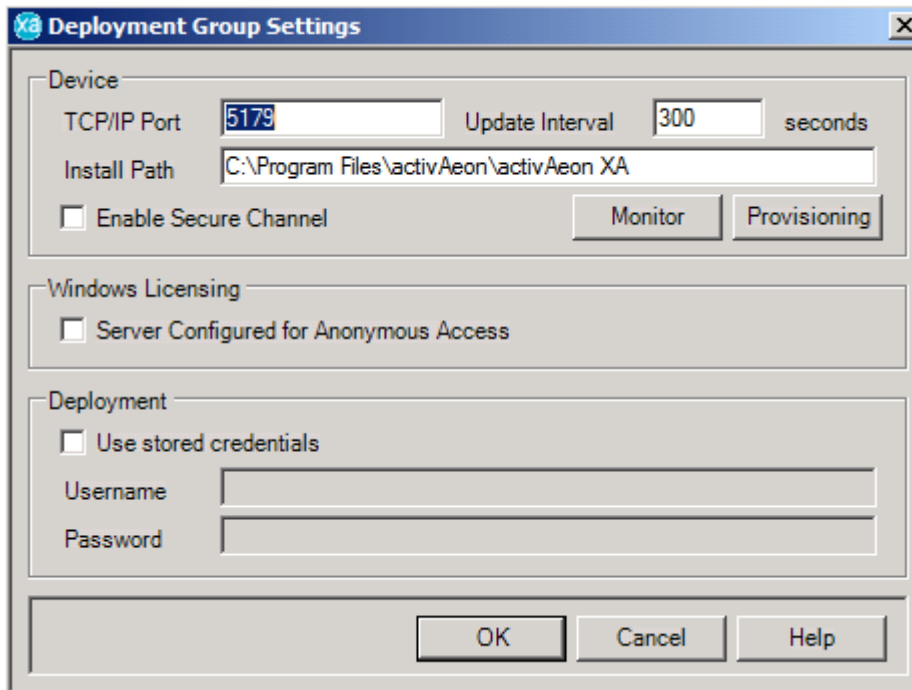 xa Deployment Group Settings
Device
TCP/IP Port 5179 Update Interval 300 seconds
Install Path C:\Program Files\activAeon\activAeon XA
Enable Secure Channel Monitor Provisioning
Windows Licensing
Server Configured for Anonymous Access
Deployment
Use stored credentials
Username
Password
OK Cancel Help